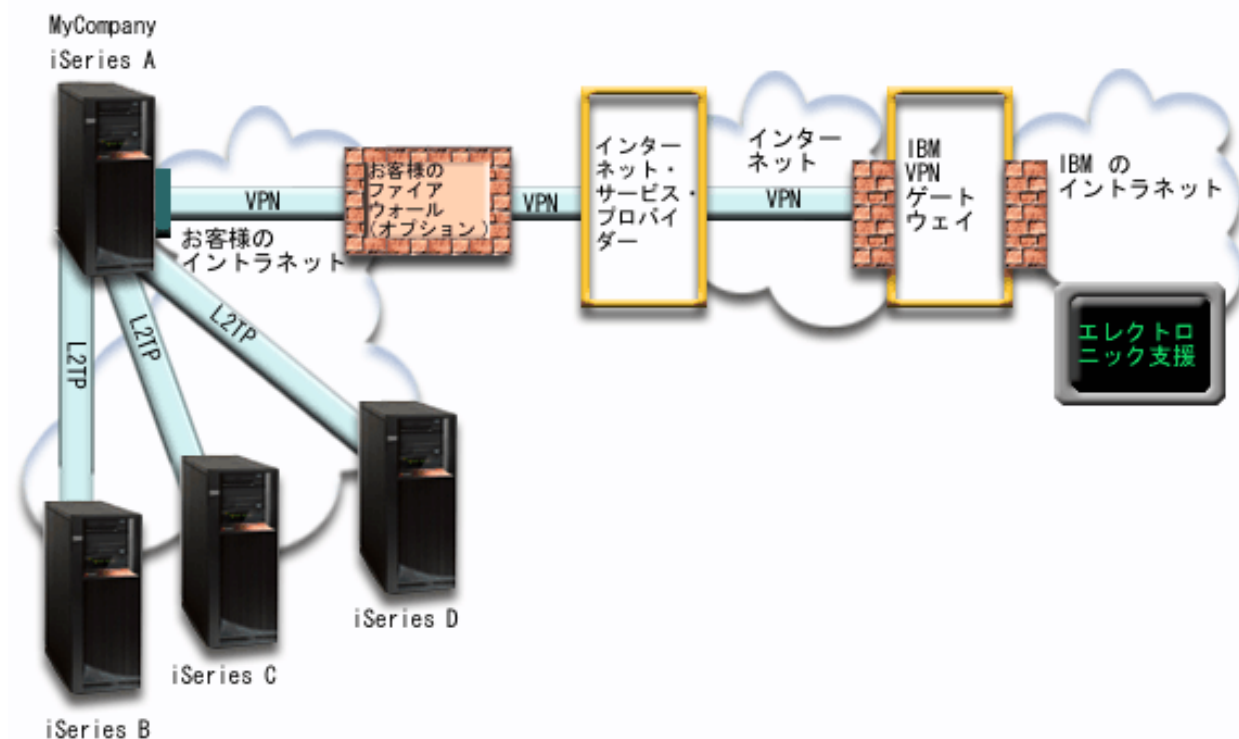 MyCompany
iSeries A
VPN
お客様の
イントラネット
お客様の
ファイア
ウォール
(オプション)
VPN
インター
ネット・
サービス・
プロバイ
ダー
インター
ネット
VPN
IBM
VPN
ゲート
ウェイ
IBM の
イントラネット
エレクトロ
ニック支援
L2TP
L2TP
L2TP
iSeries D
iSeries C
iSeries B